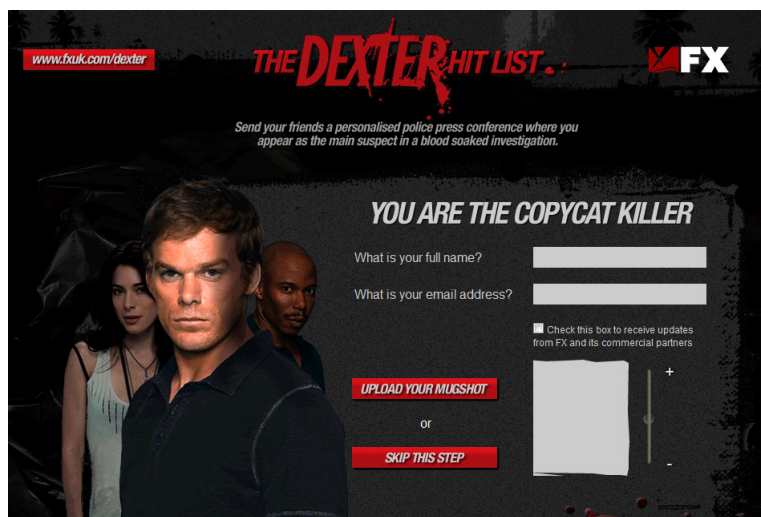 www.fxuk.com/dexter
THE DEXTER HIT LIST
FX
Send your friends a personalised police press conference where you
appear as the main suspect in a blood soaked investigation.
YOU ARE THE COPYCAT KILLER
What is your full name?
What is your email address?
Check this box to receive updates
from FX and its commercial partners
+
UPLOAD YOUR MUGSHOT
or
SKIP THIS STEP
-